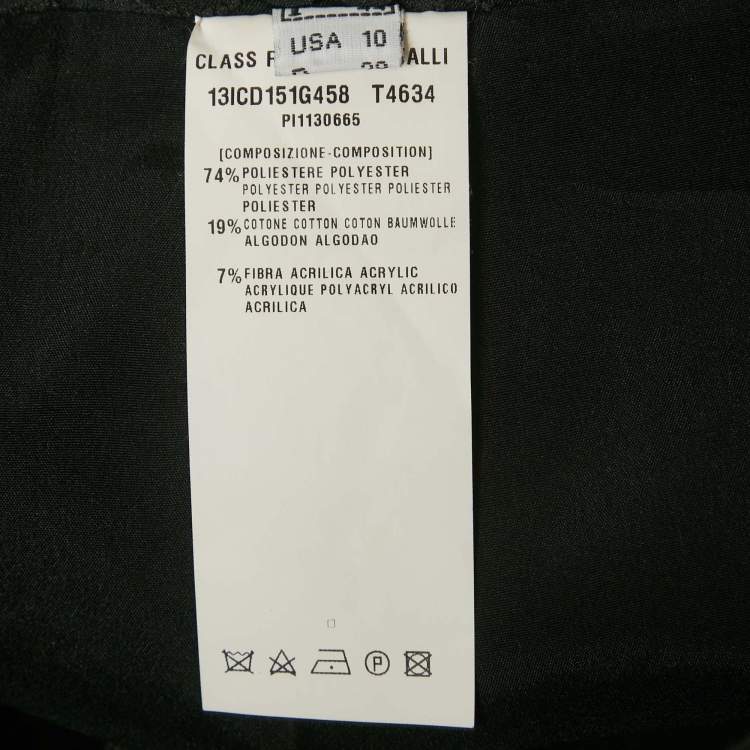 USA 10
CLASS
13ICD151G458 T4634
PI1130665
[COMPOSIZIONE-COMPOSITION]
74% POLIESTERE POLYESTER
POLYESTER POLYESTER POLIESTER
POLIESTER
19% COTONE COTTON COTON BAUMWOLLE
ALGODON ALGODAO
7% FIBRA ACRILICA ACRYLIC
ACRYLIQUE POLYACRYL ACRILICO
ACRILICA
P